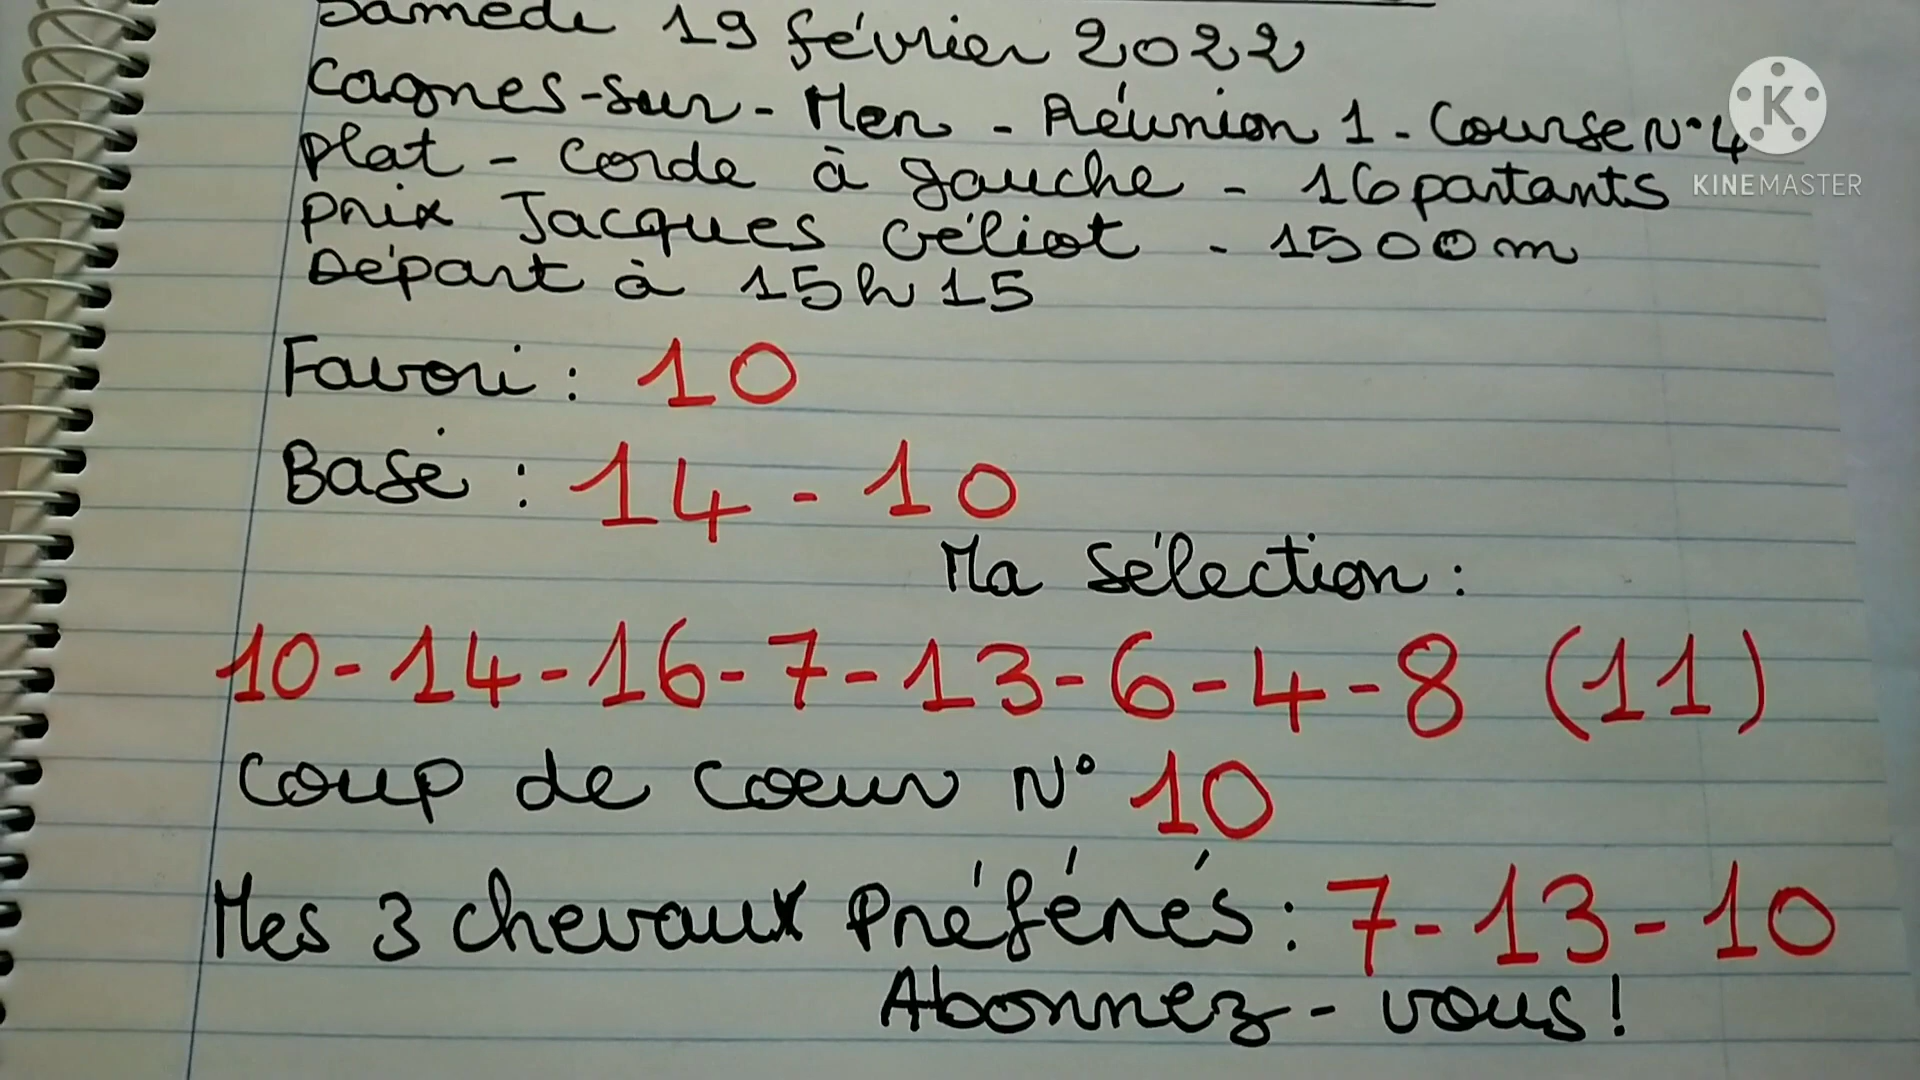 Samedi 19 février 2022
Cagnes-sur-Mer - Réunion 1 - Course N°4
Plat - Corde à gauche - 16 partants
Prix Jacques Géliot - 1500m
Départ à 15h15
Favori : 10
Base : 14 - 10
Ma Sélection :
10 - 14 - 16 - 7 - 13 - 6 - 4 - 8 (11)
Coup de coeur N° 10
Mes 3 chevaux Préférés : 7 - 13 - 10
Abonnez-vous !
K
KINEMASTER